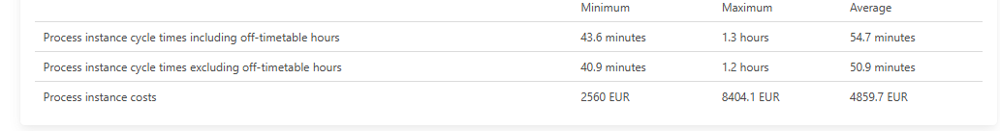 Minimum Maximum Average
Process instance cycle times including off-timetable hours 43.6 minutes 1.3 hours 54.7 minutes
Process instance cycle times excluding off-timetable hours 40.9 minutes 1.2 hours 50.9 minutes
Process instance costs 2560 EUR 8404.1 EUR 4859.7 EUR